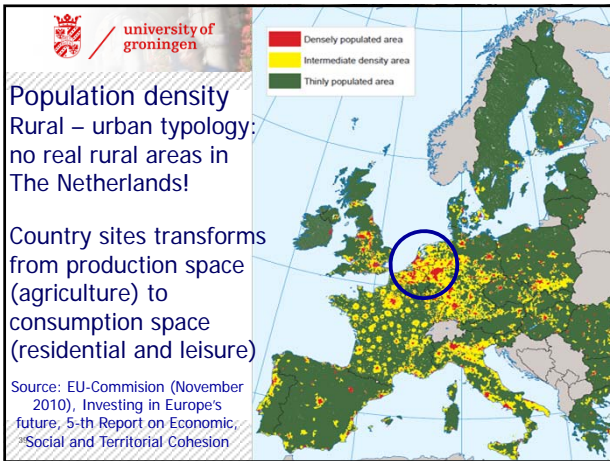 university of
groningen
Densely populated area
Intermediate density area
Thinly populated area
Population density
Rural – urban typology:
no real rural areas in
The Netherlands!
Country sites transforms
from production space
(agriculture) to
consumption space
(residential and leisure)
Source: EU-Commision (November
2010), Investing in Europe's
future, 5-th Report on Economic,
Social and Territorial Cohesion